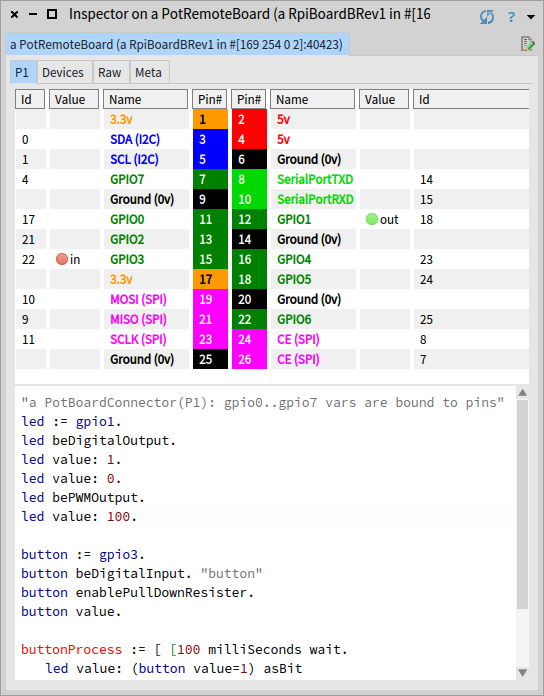 Inspector on a PotRemoteBoard (a RpiBoardBRev1 in #[16
a PotRemoteBoard (a RpiBoardBRev1 in #[169 254 0 2]:40423)
P1 Devices Raw Meta
Id Value Name Pin# Pin# Name Value Id
3.3v 1 2 5v
0 SDA (I2C) 3 4 5v
1 SCL (I2C) 5 6 Ground (0v)
4 GPIO7 7 8 SerialPortTXD 14
Ground (0v) 9 10 SerialPortRXD 15
17 GPIO0 11 12 GPIO1 out 18
21 GPIO2 13 14 Ground (0v)
22 in GPIO3 15 16 GPIO4 23
3.3v 17 18 GPIO5 24
10 MOSI (SPI) 19 20 Ground (0v)
9 MISO (SPI) 21 22 GPIO6 25
11 SCLK (SPI) 23 24 CE (SPI) 8
Ground (0v) 25 26 CE (SPI) 7
"a PotBoardConnector(P1): gpio0..gpio7 vars are bound to pins"
led := gpio1.
led beDigitalOutput.
led value: 1.
led value: 0.
led bePWMOutput.
led value: 100.
button := gpio3.
button beDigitalInput. "button"
button enablePullDownResister.
button value.
buttonProcess := [ [100 milliSeconds wait.
led value: (button value=1) asBit